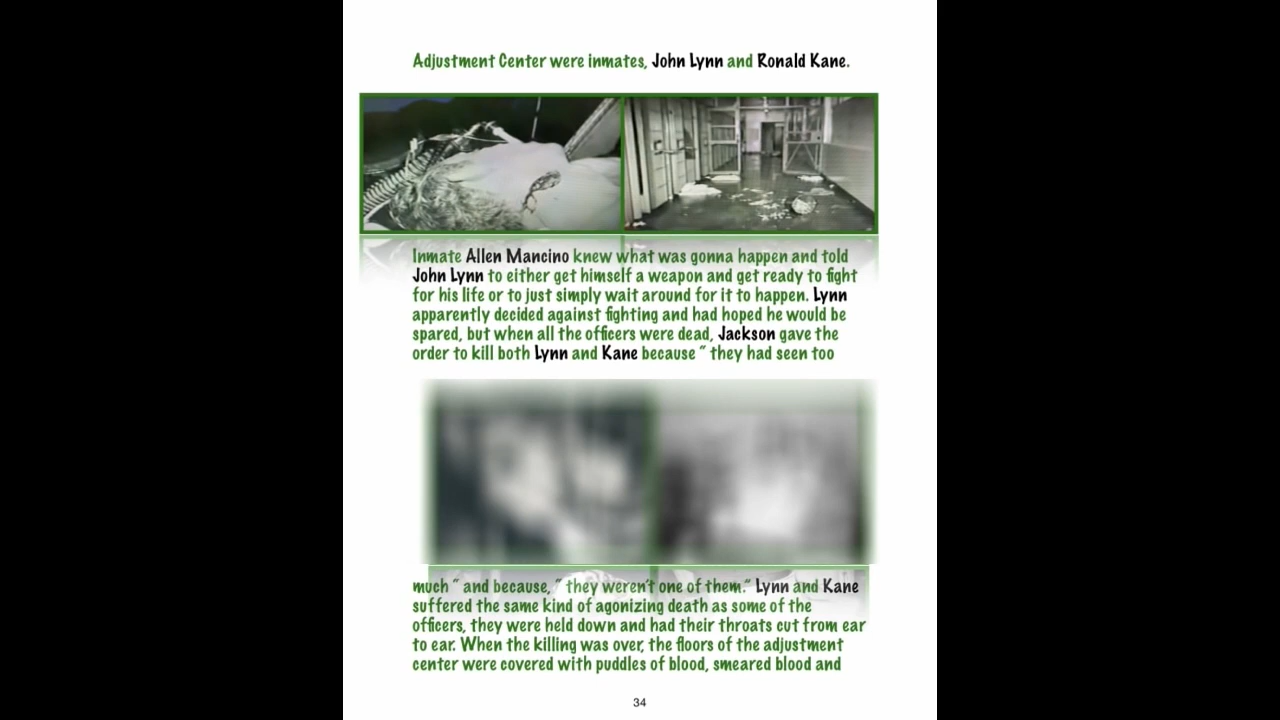 Adjustment Center were inmates, John Lynn and Ronald Kane.
Inmate Allen Mancino knew what was gonna happen and told
John Lynn to either get himself a weapon and get ready to fight
for his life or to just simply wait around for it to happen. Lynn
apparently decided against fighting and had hoped he would be
spared, but when all the officers were dead, Jackson gave the
order to kill both Lynn and Kane because " they had seen too
much " and because, " they weren't one of them." Lynn and Kane
suffered the same kind of agonizing death as some of the
officers, they were held down and had their throats cut from ear
to ear. When the killing was over, the floors of the adjustment
center were covered with puddles of blood, smeared blood and
34